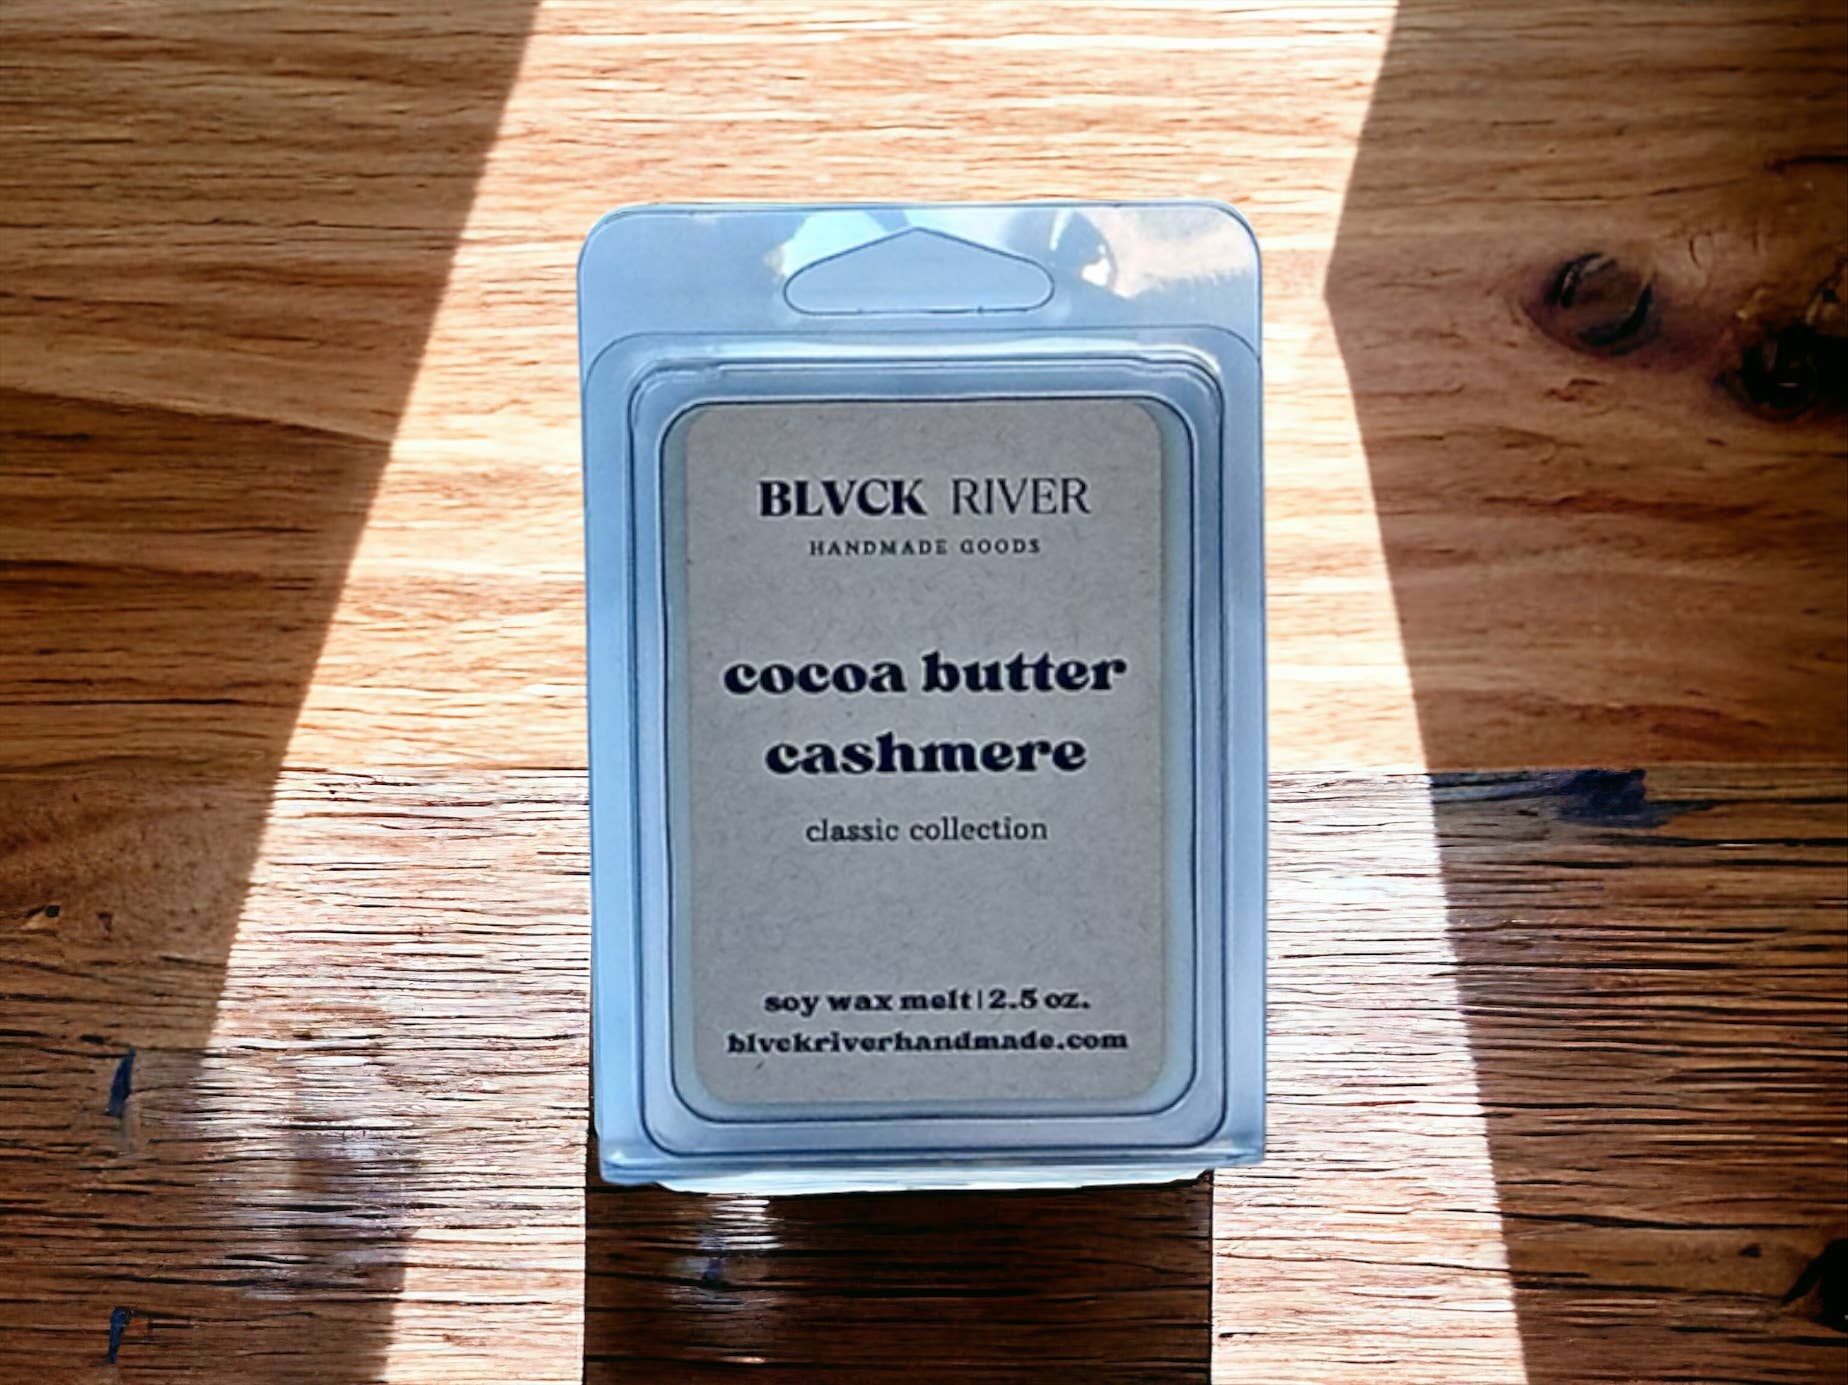 BLVCK RIVER
HANDMADE GOODS
cocoa butter
cashmere
classic collection
soy wax melt | 2.5 oz.
blvckriverhandmade.com